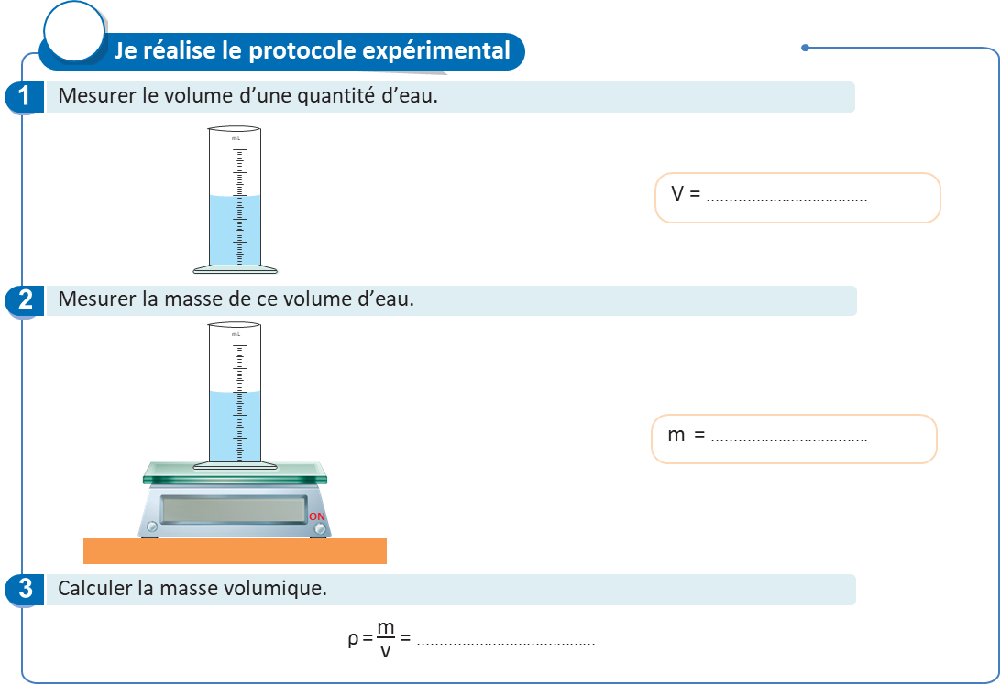 Je réalise le protocole expérimental
1 Mesurer le volume d’une quantité d’eau.
mL
V = ....................................
2 Mesurer la masse de ce volume d’eau.
mL
m = ...................................
ON
3 Calculer la masse volumique.
ρ = m/v = ........................................